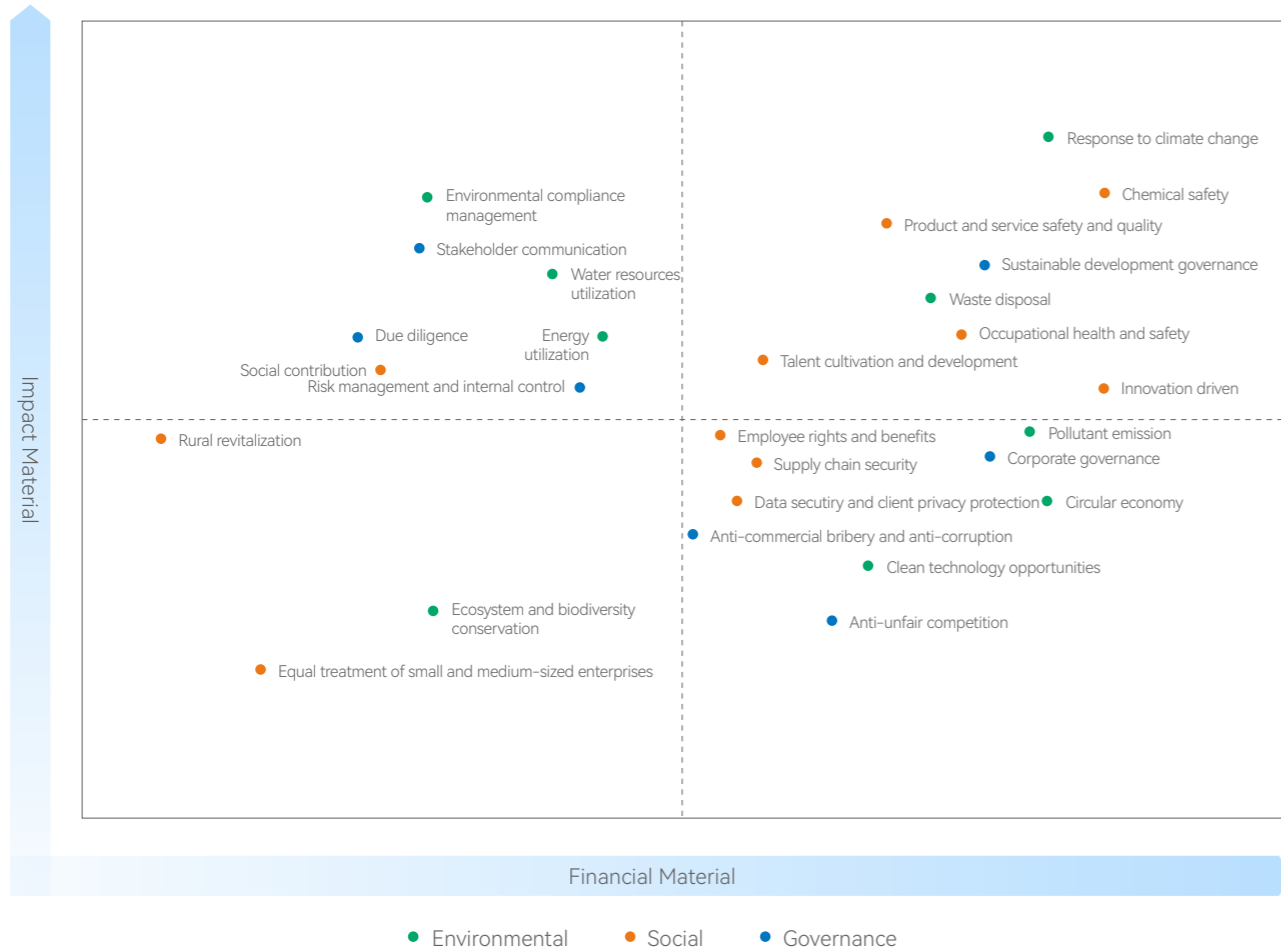 Response to climate change
Chemical safety
Environmental compliance
management
Product and service safety and quality
Stakeholder communication
Sustainable development governance
Water resources
utilization
Waste disposal
Due diligence
Energy
utilization
Occupational health and safety
Talent cultivation and development
Social contribution
Risk management and internal control
Innovation driven
Impact Material
Rural revitalization
Employee rights and benefits
Pollutant emission
Supply chain security
Corporate governance
Data secutiry and client privacy protection
Circular economy
Anti-commercial bribery and anti-corruption
Clean technology opportunities
Ecosystem and biodiversity
conservation
Anti-unfair competition
Equal treatment of small and medium-sized enterprises
Financial Material
Environmental
Social
Governance